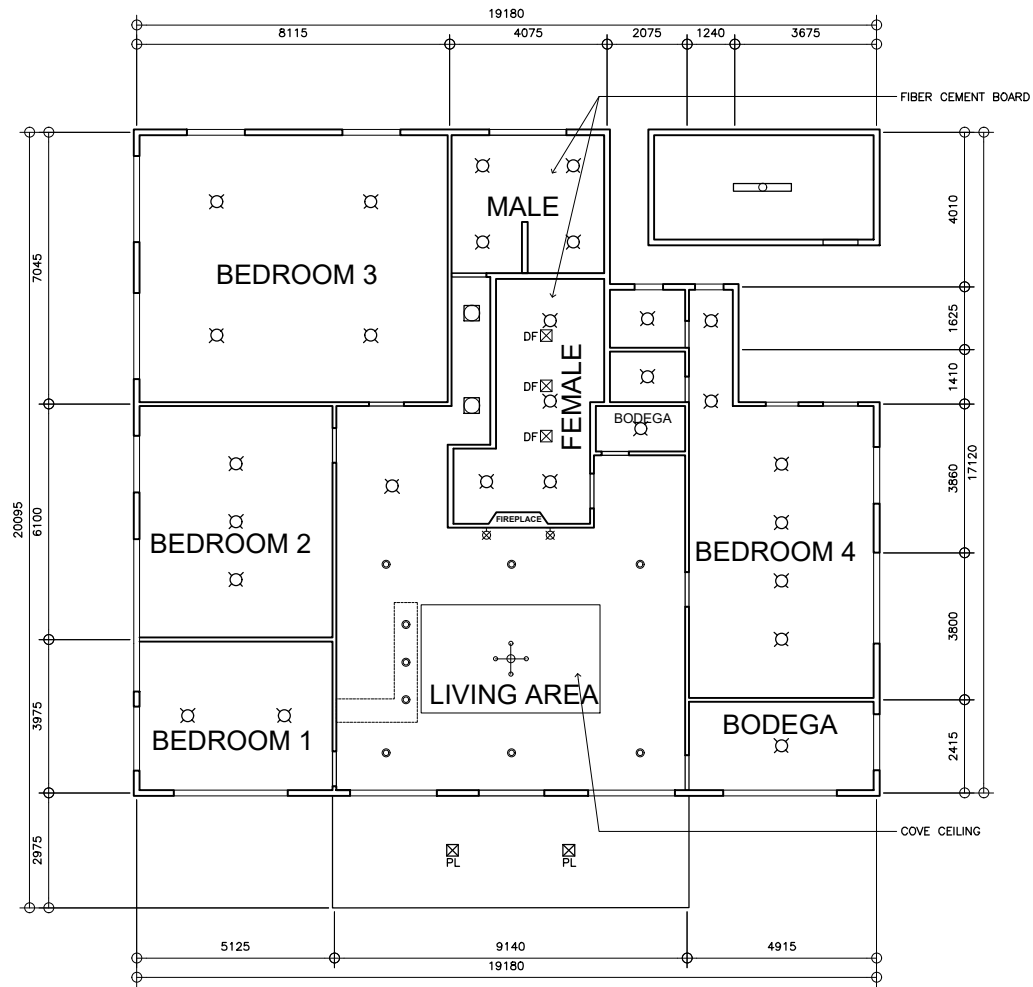 19180
8115
4075
2075
1240
3675
FIBER CEMENT BOARD
MALE
4010
7045
BEDROOM 3
1625
DF
FEMALE
1410
DF
BODEGA
DF
3860
17120
20095
6100
FIREPLACE
BEDROOM 2
BEDROOM 4
3800
LIVING AREA
3975
BEDROOM 1
BODEGA
2415
COVE CEILING
2975
PL
PL
5125
9140
4915
19180